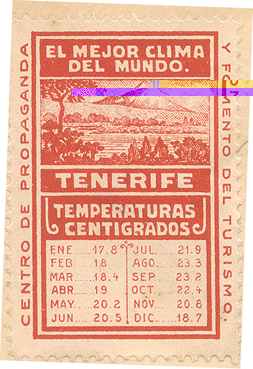 EL MEJOR CLIMA
DEL MUNDO.
CENTRO DE PROPAGANDA
Y FOMENTO DEL TURISMO.
TENERIFE
TEMPERATURAS
CENTIGRADOS
ENE....17.8
FEB 18
MAR....18.4
ABR.....19
MAY....20.2
JUN....20.5
JUL....21.9
AGO....23.3
SEP....23.2
OCT....22.4
NÓV....20.8
DIC....18.7